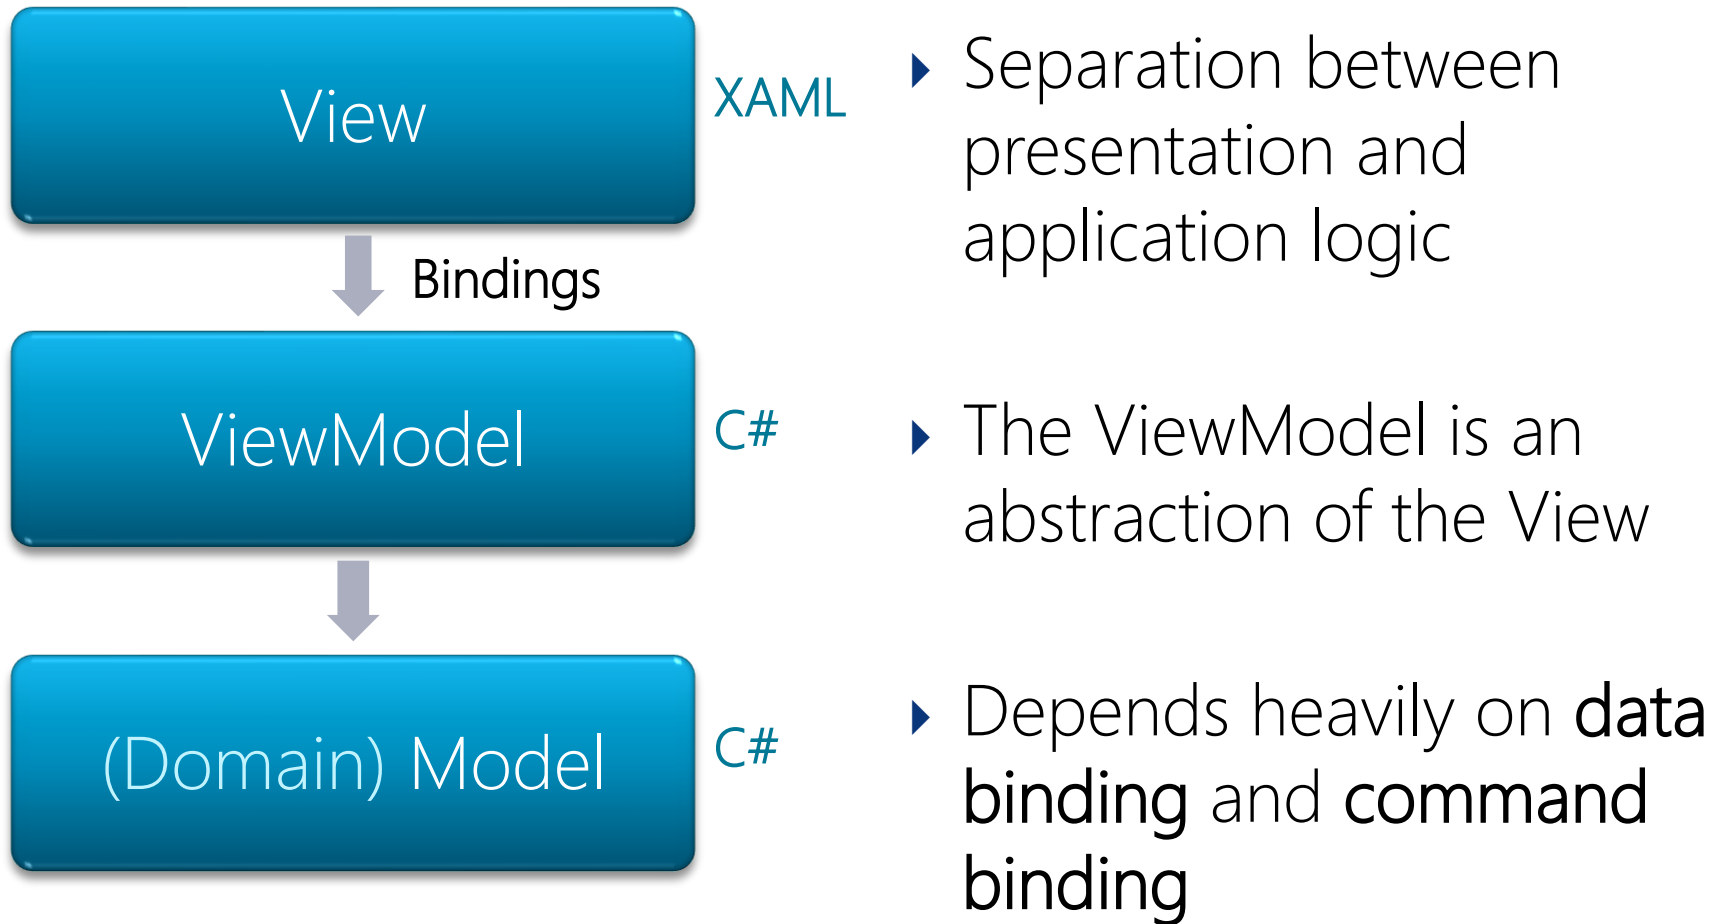 View
XAML
Bindings
ViewModel
C#
(Domain) Model
C#
Separation between
presentation and
application logic
The ViewModel is an
abstraction of the View
Depends heavily on data
binding and command
binding